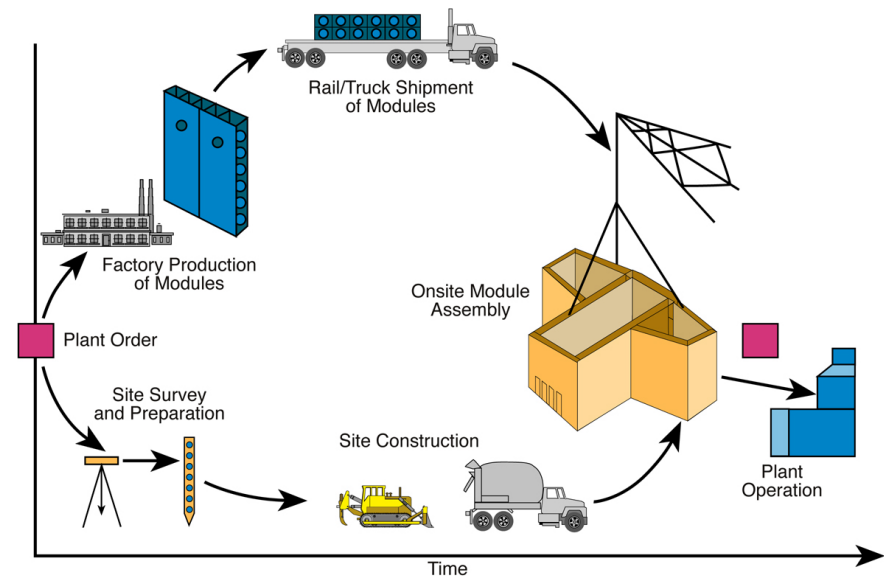 Rail/Truck Shipment
of Modules
Factory Production
of Modules
Onsite Module
Assembly
Plant Order
Site Survey
and Preparation
Site Construction
Plant
Operation
Time